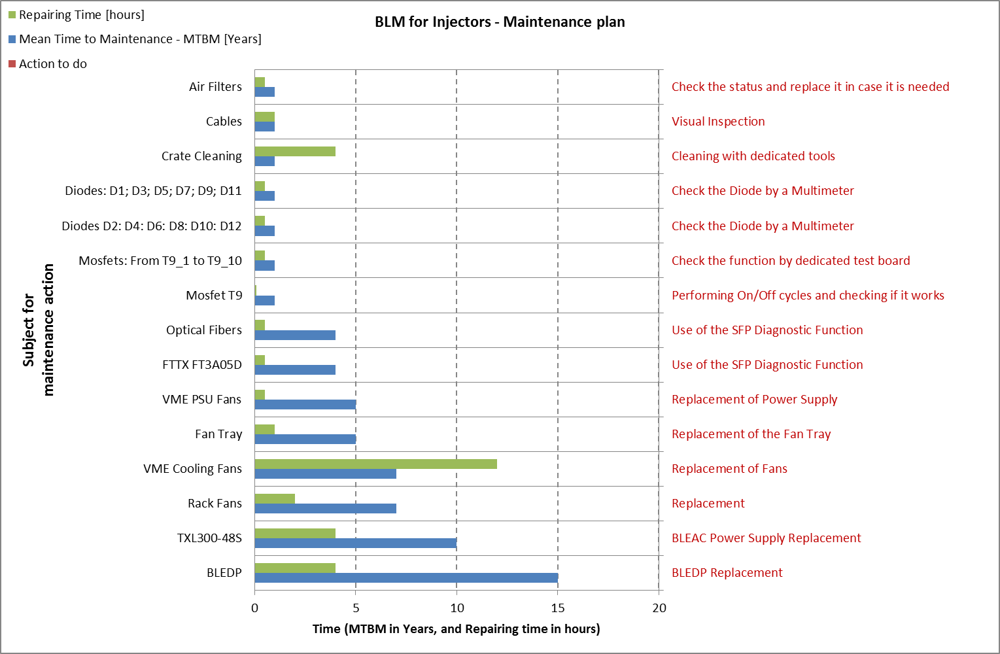 Repairing Time [hours]
Mean Time to Maintenance - MTBM [Years]
Action to do
BLM for Injectors - Maintenance plan
Subject for
maintenance action
Air Filters
Check the status and replace it in case it is needed
Cables
Visual Inspection
Crate Cleaning
Cleaning with dedicated tools
Diodes: D1; D3; D5; D7; D9; D11
Check the Diode by a Multimeter
Diodes D2: D4: D6: D8: D10: D12
Check the Diode by a Multimeter
Mosfets: From T9_1 to T9_10
Check the function by dedicated test board
Mosfet T9
Performing On/Off cycles and checking if it works
Optical Fibers
Use of the SFP Diagnostic Function
FTTX FT3A05D
Use of the SFP Diagnostic Function
VME PSU Fans
Replacement of Power Supply
Fan Tray
Replacement of the Fan Tray
VME Cooling Fans
Replacement of Fans
Rack Fans
Replacement
TXL300-48S
BLEAC Power Supply Replacement
BLEDP
BLEDP Replacement
0 5 10 15 20
Time (MTBM in Years, and Repairing time in hours)